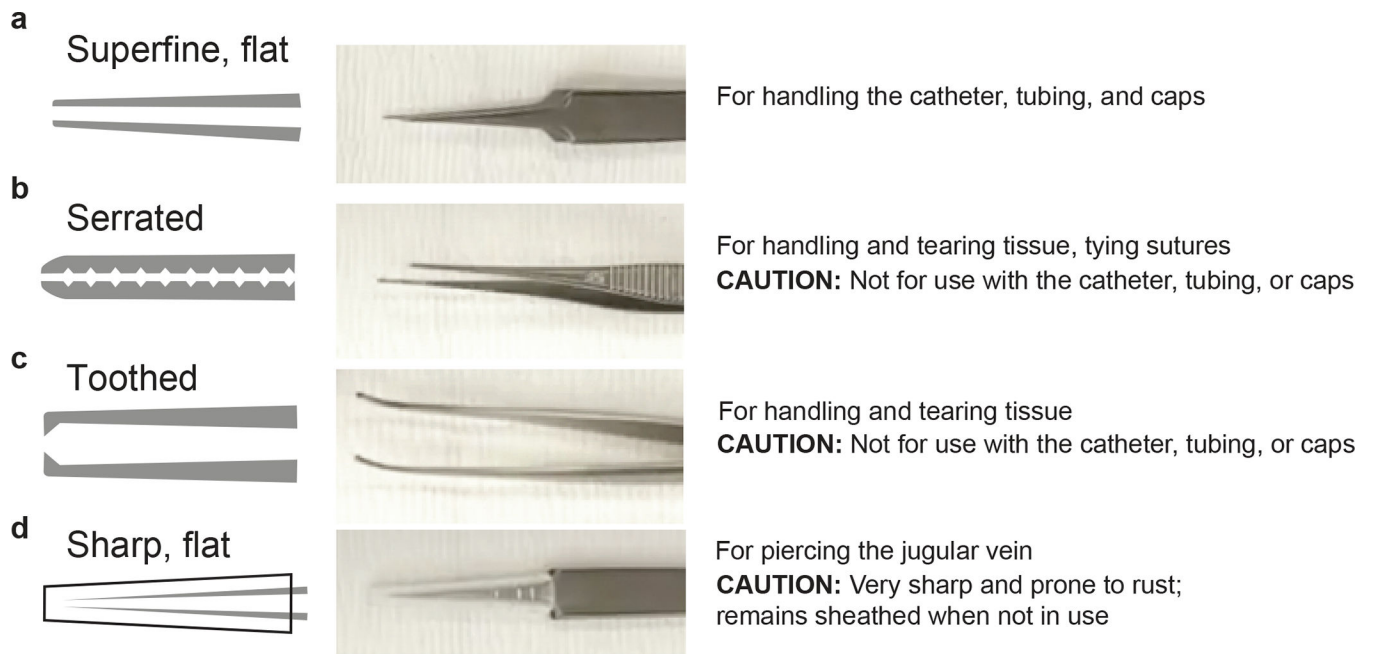 a
Superfine, flat
For handling the catheter, tubing, and caps
b
Serrated
For handling and tearing tissue, tying sutures
CAUTION: Not for use with the catheter, tubing, or caps
c
Toothed
For handling and tearing tissue
CAUTION: Not for use with the catheter, tubing, or caps
d
Sharp, flat
For piercing the jugular vein
CAUTION: Very sharp and prone to rust;
remains sheathed when not in use